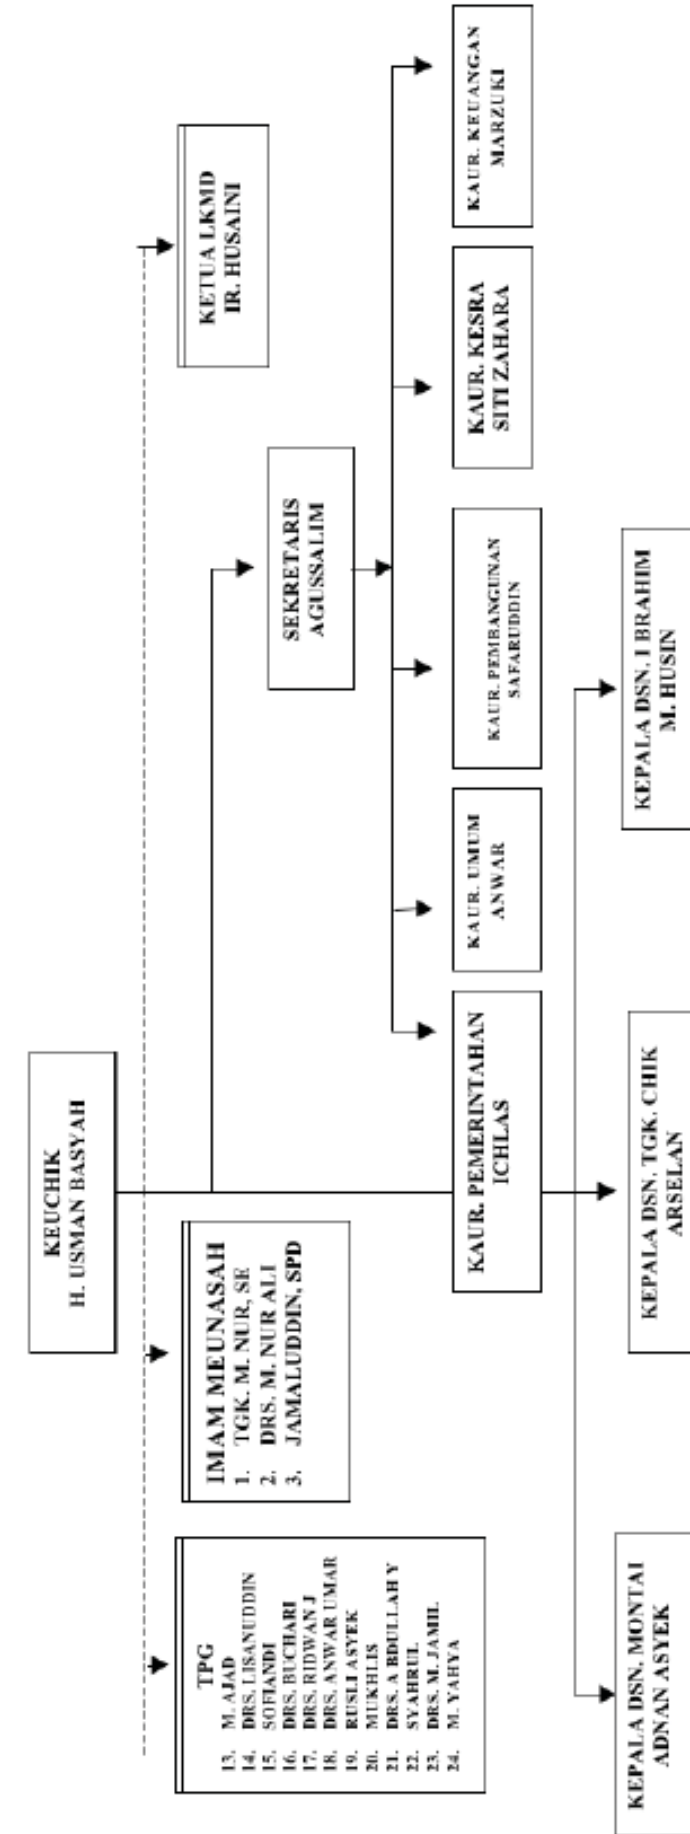 KEUCHIK
H. USMAN BASYAH
TPG
13. M. AJAD
14. DRS. LISANUDDIN
15. SOFIANDI
16. DRS. BUCHARI
17. DRS. RIDWAN J
18. DRS. ANWAR UMAR
19. RUSLI ASYEK
20. MUKHLIS
21. DRS. A BDULLAH Y
22. SYAHRUL
23. DRS. M. JAMIL
24. M. YAHYA
IMAM MEUNASAH
1. TGK. M. NUR, SE
2. DRS. M. NUR ALI
3. JAMALUDDIN, SPD
KETUA LKMD
IR. HUSAINI
SEKRETARIS
AGUSSALIM
KAUR. PEMERINTAHAN
ICHLAS
KAUR. UMUM
ANWAR
KAUR. PEMBANGUNAN
SAFARUDDIN
KAUR. KESRA
SITI ZAHARA
KAUR. KEUANGAN
MARZUKI
KEPALA DSN. MONTAI
ADNAN ASYEK
KEPALA DSN. TGK. CHIK
ARSELAN
KEPALA DSN. I BRAHIM
M. HUSIN